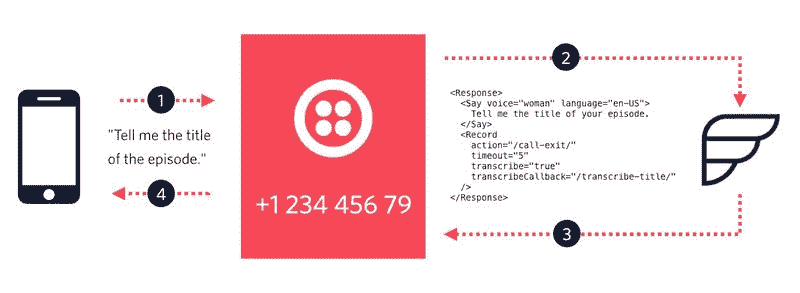 1
"Tell me the title
of the episode."
4
+1 234 456 79
2
<Response>
  <Say voice="woman" language="en-US">
    Tell me the title of your episode.
  </Say>
  <Record
    action="/call-exit/"
    timeout="5"
    transcribe="true"
    transcribeCallback="/transcribe-title/"
  />
</Response>
3